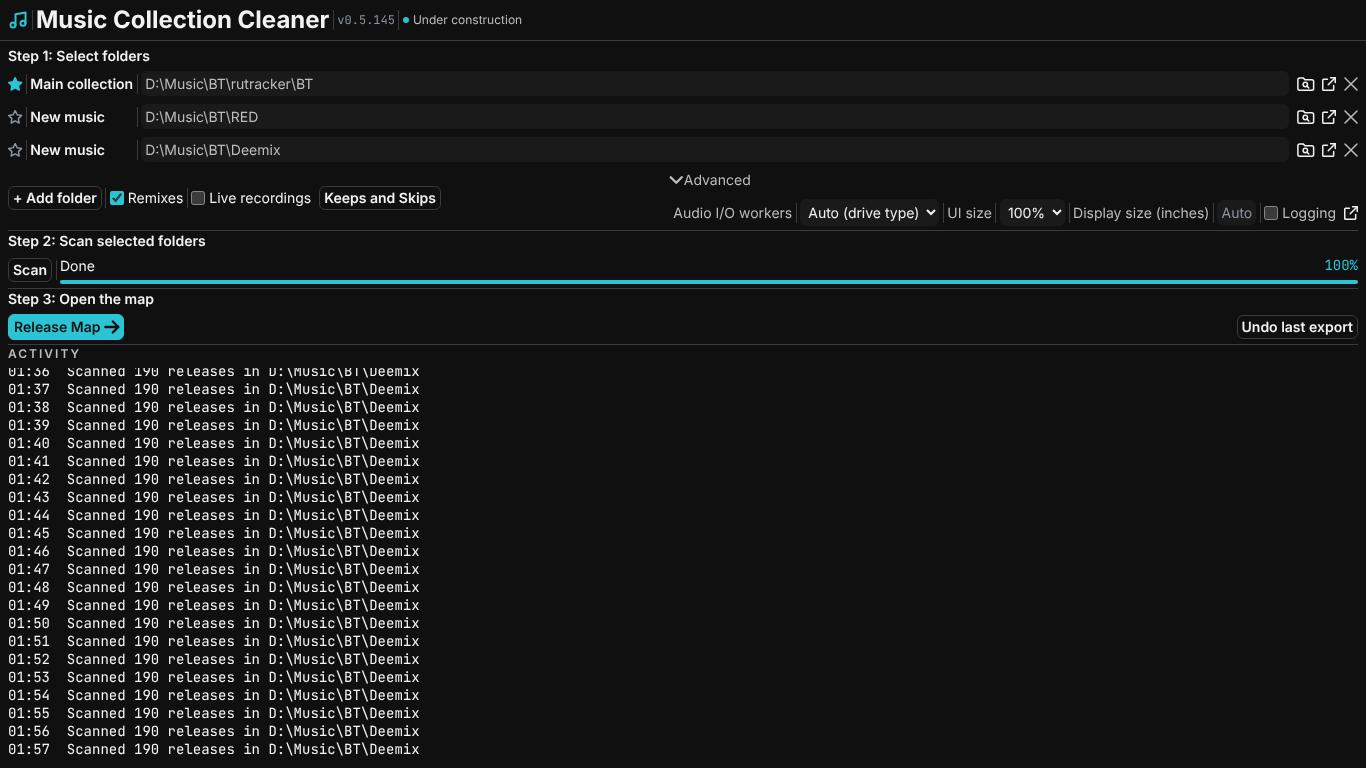 Music Collection Cleaner v0.5.145 Under construction
Step 1: Select folders
Main collection D:\Music\BT\rutracker\BT
New music D:\Music\BT\RED
New music D:\Music\BT\Deemix
Advanced
+ Add folder Remixes Live recordings Keeps and Skips
Audio I/O workers Auto (drive type) UI size 100% Display size (inches) Auto Logging
Step 2: Scan selected folders
Scan Done 100%
Step 3: Open the map
Release Map Undo last export
ACTIVITY
01:36 Scanned 190 releases in D:\Music\BT\Deemix
01:37 Scanned 190 releases in D:\Music\BT\Deemix
01:38 Scanned 190 releases in D:\Music\BT\Deemix
01:39 Scanned 190 releases in D:\Music\BT\Deemix
01:40 Scanned 190 releases in D:\Music\BT\Deemix
01:41 Scanned 190 releases in D:\Music\BT\Deemix
01:42 Scanned 190 releases in D:\Music\BT\Deemix
01:43 Scanned 190 releases in D:\Music\BT\Deemix
01:44 Scanned 190 releases in D:\Music\BT\Deemix
01:45 Scanned 190 releases in D:\Music\BT\Deemix
01:46 Scanned 190 releases in D:\Music\BT\Deemix
01:47 Scanned 190 releases in D:\Music\BT\Deemix
01:48 Scanned 190 releases in D:\Music\BT\Deemix
01:49 Scanned 190 releases in D:\Music\BT\Deemix
01:50 Scanned 190 releases in D:\Music\BT\Deemix
01:51 Scanned 190 releases in D:\Music\BT\Deemix
01:52 Scanned 190 releases in D:\Music\BT\Deemix
01:53 Scanned 190 releases in D:\Music\BT\Deemix
01:54 Scanned 190 releases in D:\Music\BT\Deemix
01:55 Scanned 190 releases in D:\Music\BT\Deemix
01:56 Scanned 190 releases in D:\Music\BT\Deemix
01:57 Scanned 190 releases in D:\Music\BT\Deemix